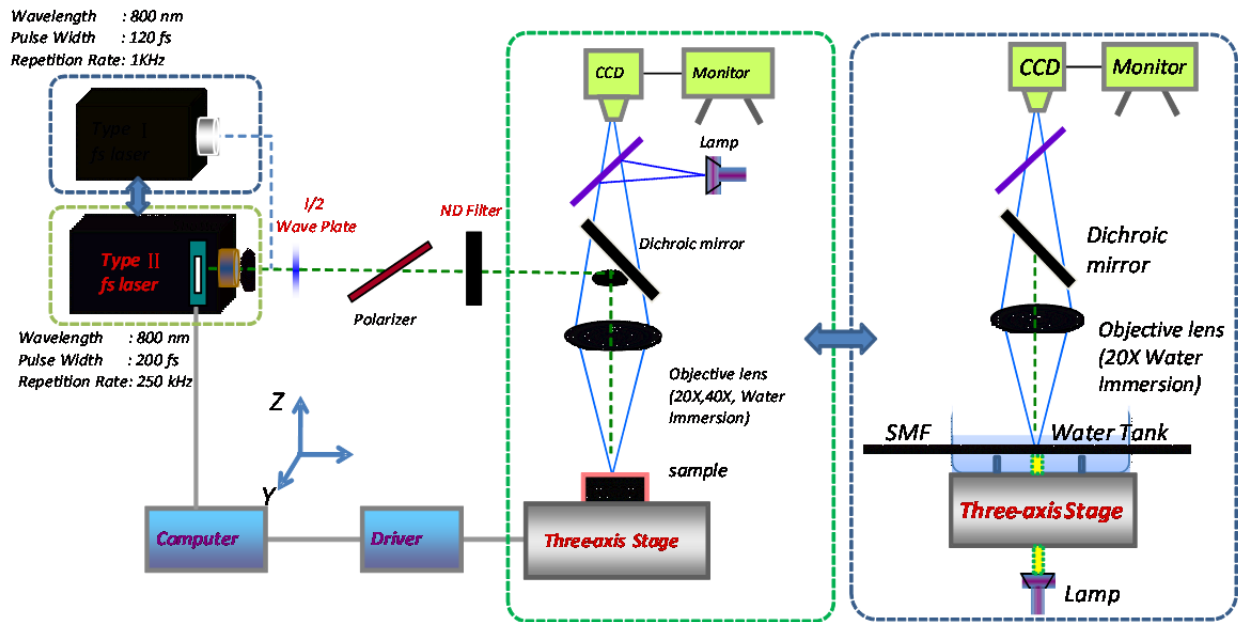 Wavelength : 800 nm
Pulse Width : 120 fs
Repetition Rate: 1KHz
Type I
fs laser
Type II
fs laser
Wavelength : 800 nm
Pulse Width : 200 fs
Repetition Rate: 250 kHz
l/2
Wave Plate
Polarizer
ND Filter
CCD
Monitor
Lamp
Dichroic mirror
Objective lens
(20X,40X, Water
Immersion)
sample
Three-axis Stage
Z
Y
Computer
Driver
CCD
Monitor
Dichroic
mirror
Objective lens
(20X Water
Immersion)
SMF
Water Tank
Three-axis Stage
Lamp